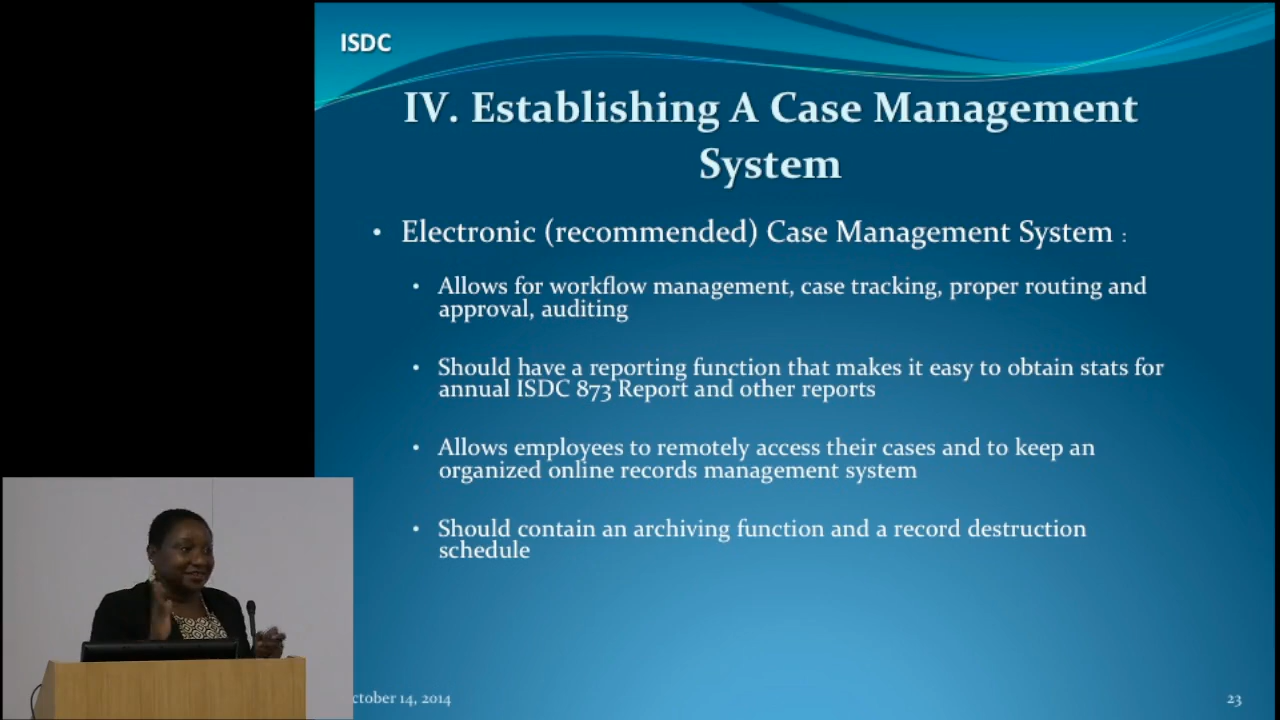 ISDC
IV. Establishing A Case Management
System
• Electronic (recommended) Case Management System :
• Allows for workflow management, case tracking, proper routing and
approval, auditing
• Should have a reporting function that makes it easy to obtain stats for
annual ISDC 873 Report and other reports
• Allows employees to remotely access their cases and to keep an
organized online records management system
• Should contain an archiving function and a record destruction
schedule
ctober 14, 2014
23